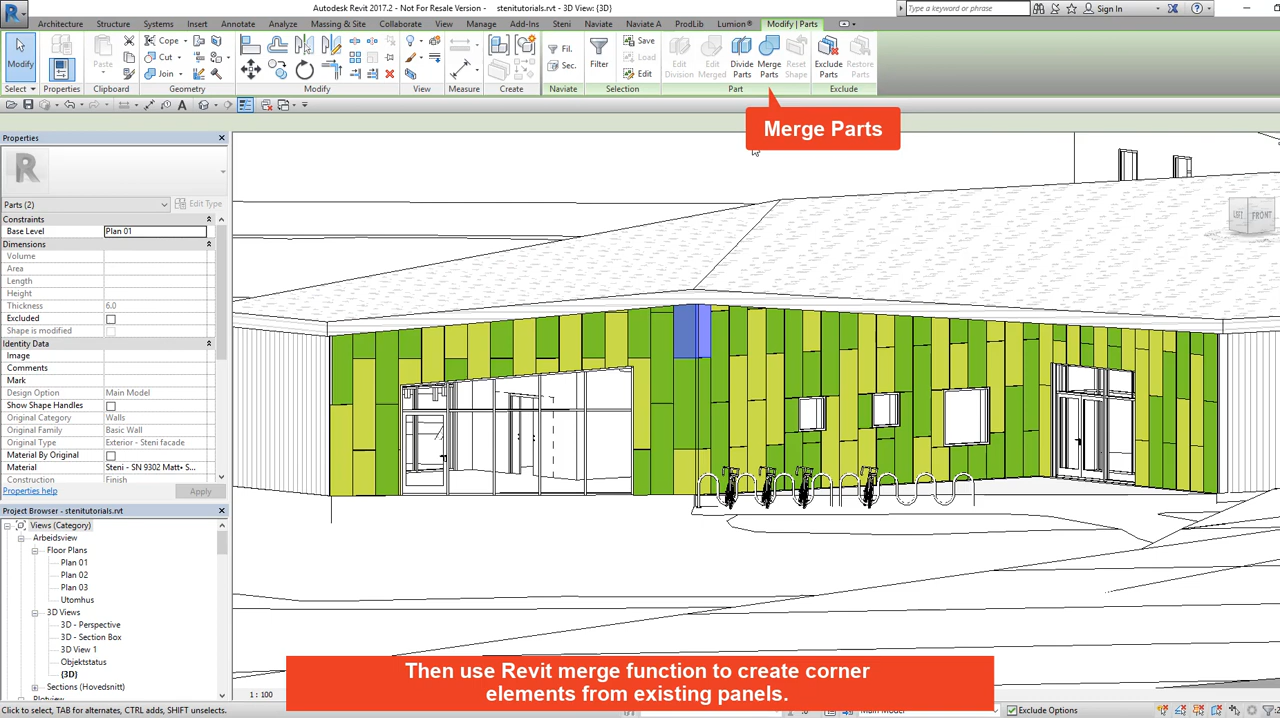 Autodesk Revit 2017.2 - Not For Resale Version - stenitutorials.rvt - 3D View: {3D}
Type a keyword or phrase
Sign In
Architecture Structure Systems Insert Annotate Analyze Massing & Site Collaborate View Manage Add-Ins Steni Naviate Naviate A ProdLib Lumion® Modify | Parts
Modify
Paste
Cope
Cut
Join
Fil.
Sec.
Filter
Save
Load
Edit
Edit Division
Edit Merged
Divide Parts
Merge Parts
Reset Shape
Exclude Parts
Restore Parts
Select Properties Clipboard Geometry Modify View Measure Create Naviate Selection Part Exclude
Merge Parts
Properties
Parts (2)
Edit Type
Constraints
Base Level Plan 01
Dimensions
Volume
Area
Length
Height
Thickness 6.0
Excluded
Shape is modified
Identity Data
Image
Comments
Mark
Design Option Main Model
Show Shape Handles
Original Category Walls
Original Family Basic Wall
Original Type Exterior - Steni facade
Material By Original
Material Steni - SN 9302 Matt• S...
Construction Finish
Properties help
Apply
Project Browser - stenitutorials.rvt
Views (Category)
Arbeidsview
Floor Plans
Plan 01
Plan 02
Plan 03
Utomhus
3D Views
3D - Perspective
3D - Section Box
3D View 1
Objektstatus
{3D}
Sections (Hovedsnitt)
LEFT FRONT
Then use Revit merge function to create corner
elements from existing panels.
1 : 100
Click to select, TAB for alternates, CTRL adds, SHIFT unselects.
Exclude Options